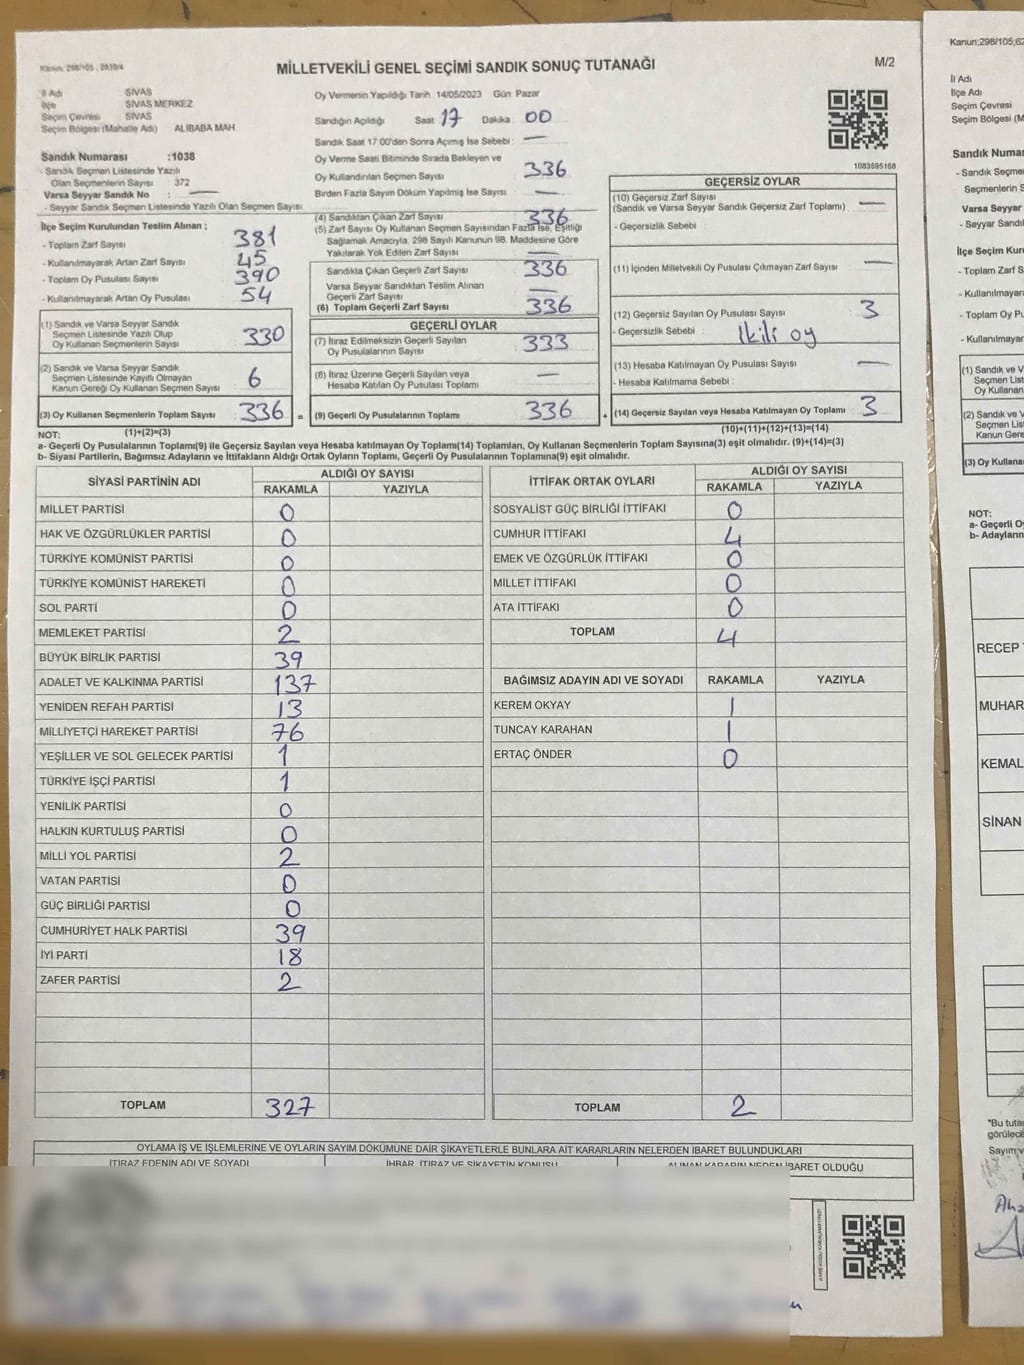 Kanun: 298/105, 2839/4
MİLLETVEKİLİ GENEL SEÇİMİ SANDIK SONUÇ TUTANAĞI
M/2
İl Adı SİVAS
İlçe SİVAS MERKEZ
Seçim Çevresi SİVAS
Seçim Bölgesi (Mahalle Adı) ALIBABA MAH.
Sandık Numarası :1038
- Sandık Seçmen Listesinde Yazılı
Olan Seçmenlerin Sayısı : 372
Varsa Seyyar Sandık No : —
- Seyyar Sandık Seçmen Listesinde Yazılı Olan Seçmen Sayısı
Oy Vermenin Yapıldığı Tarih 14/05/2023 Gün: Pazar
Sandığın Açıldığı Saat 17 Dakika 00
Sandık Saat 17 00'den Sonra Açımış İse Sebebi : —
Oy Verme Saati Bitiminde Sırada Bekleyen ve
Oy Kullandırılan Seçmen Sayısı 336
Birden Fazla Sayım Döküm Yapılmış İse Sayısı —
1083595168
İlçe Seçim Kurulundan Teslim Alınan ;
- Toplam Zarf Sayısı 381
- Kullanılmayarak Artan Zarf Sayısı 45
- Toplam Oy Pusulası Sayısı 390
- Kullanılmayarak Artan Oy Pusulası 54
(1) Sandık ve Varsa Seyyar Sandık
Seçmen Listesinde Yazılı Olup
Oy Kullanan Seçmenlerin Sayısı 330
(2) Sandık ve Varsa Seyyar Sandık
Seçmen Listesinde Kayıtlı Olmayan
Kanun Gereği Oy Kullanan Seçmen Sayısı 6
(3) Oy Kullanan Seçmenlerin Toplam Sayısı 336 =
(4) Sandıktan Çıkan Zarf Sayısı 336
(5) Zarf Sayısı Oy Kullanan Seçmen Sayısından Fazla İse, Eşitliği
Sağlamak Amacıyla, 298 Sayılı Kanunun 98. Maddesine Göre
Yakılarak Yok Edilen Zarf Sayısı —
Sandıkta Çıkan Geçerli Zarf Sayısı 336
Varsa Seyyar Sandıktan Teslim Alınan
Geçerli Zarf Sayısı —
(6) Toplam Geçerli Zarf Sayısı 336
GEÇERLİ OYLAR
(7) İtiraz Edilmeksizin Geçerli Sayılan
Oy Pusulalarının Sayısı 333
(8) İtiraz Üzerine Geçerli Sayılan veya
Hesaba Katılan Oy Pusulası Toplamı —
(9) Geçerli Oy Pusulalarının Toplamı 336 +
GEÇERSİZ OYLAR
(10) Geçersiz Zarf Sayısı
(Sandık ve Varsa Seyyar Sandık Geçersiz Zarf Toplamı) —
- Geçersizlik Sebebi
(11) İçinden Milletvekili Oy Pusulası Çıkmayan Zarf Sayısı —
(12) Geçersiz Sayılan Oy Pusulası Sayısı 3
- Geçersizlik Sebebi : İkili oy
(13) Hesaba Katılmayan Oy Pusulası Sayısı —
- Hesaba Katılmama Sebebi :
(14) Geçersiz Sayılan veya Hesaba Katılmayan Oy Toplamı 3
NOT: (1)+(2)=(3) (10)+(11)+(12)+(13)=(14)
a- Geçerli Oy Pusulalarının Toplamı(9) ile Geçersiz Sayılan veya Hesaba katılmayan Oy Toplamı(14) Toplamları, Oy Kullanan Seçmenlerin Toplam Sayısına(3) eşit olmalıdır. (9)+(14)=(3)
b- Siyasi Partilerin, Bağımsız Adayların ve İttifakların Aldığı Ortak Oyların Toplamı, Geçerli Oy Pusulalarının Toplamına(9) eşit olmalıdır.
SİYASİ PARTİNİN ADI ALDIĞI OY SAYISI
RAKAMLA YAZIYLA
MİLLET PARTİSİ 0
HAK VE ÖZGÜRLÜKLER PARTİSİ 0
TÜRKİYE KOMÜNİST PARTİSİ 0
TÜRKİYE KOMÜNİST HAREKETİ 0
SOL PARTİ 0
MEMLEKET PARTİSİ 2
BÜYÜK BİRLİK PARTİSİ 39
ADALET VE KALKINMA PARTİSİ 137
YENİDEN REFAH PARTİSİ 13
MİLLİYETÇİ HAREKET PARTİSİ 76
YEŞİLLER VE SOL GELECEK PARTİSİ 1
TÜRKİYE İŞÇİ PARTİSİ 1
YENİLİK PARTİSİ 0
HALKIN KURTULUŞ PARTİSİ 0
MİLLİ YOL PARTİSİ 2
VATAN PARTİSİ 0
GÜÇ BİRLİĞİ PARTİSİ 0
CUMHURİYET HALK PARTİSİ 39
İYİ PARTİ 18
ZAFER PARTİSİ 2
TOPLAM 327
İTTİFAK ORTAK OYLARI ALDIĞI OY SAYISI
RAKAMLA YAZIYLA
SOSYALİST GÜÇ BİRLİĞİ İTTİFAKI 0
CUMHUR İTTİFAKI 4
EMEK VE ÖZGÜRLÜK İTTİFAKI 0
MİLLET İTTİFAKI 0
ATA İTTİFAKI 0
TOPLAM 4
BAĞIMSIZ ADAYIN ADI VE SOYADI RAKAMLA YAZIYLA
KEREM OKYAY 1
TUNCAY KARAHAN 1
ERTAÇ ÖNDER 0
TOPLAM 2
OYLAMA İŞ VE İŞLEMLERİNE VE OYLARIN SAYIM DÖKÜMÜNE DAİR ŞİKAYETLERLE BUNLARA AİT KARARLARIN NELERDEN İBARET BULUNDUKLARI
İTİRAZ EDENİN ADI VE SOYADI İHBAR, İTİRAZ VE ŞİKAYETİN KONUSU ALINAN KARARIN NEDEN İBARET OLDUĞU
Kanun:298/105,62
İl Adı
İlçe Adı
Seçim Çevresi
Seçim Bölgesi (M
Sandık Numar
- Sandık Seçme
Seçmenlerin S
Varsa Seyyar
- Seyyar Sandı
İlçe Seçim Kuru
- Toplam Zarf S
- Kullanılmayar
- Toplam Oy Pu
- Kullanılmayar
(1) Sandık ve V
Seçmen List
Oy Kullanan
(2) Sandık ve V
Seçmen List
Kanun Gere
(3) Oy Kullana
NOT:
a- Geçerli Oy
b- Adayların
RECEP
MUHAR
KEMAL
SİNAN
"Bu tuta
görülece
Sayım v